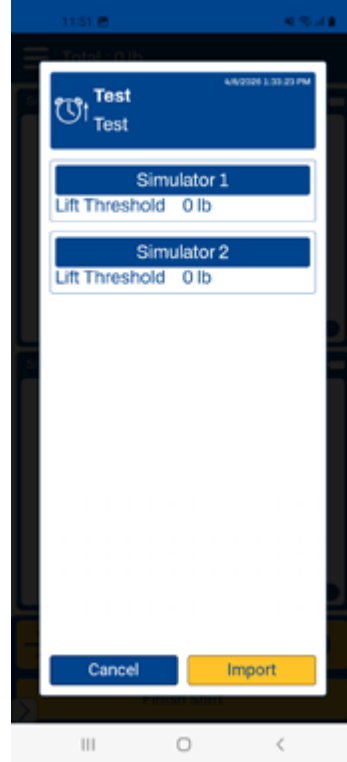 11:51
Total : 0 lb
4/8/2026 1:33:23 PM
Test
Test
Simulator 1
Lift Threshold 0 lb
Simulator 2
Lift Threshold 0 lb
Cancel
Import